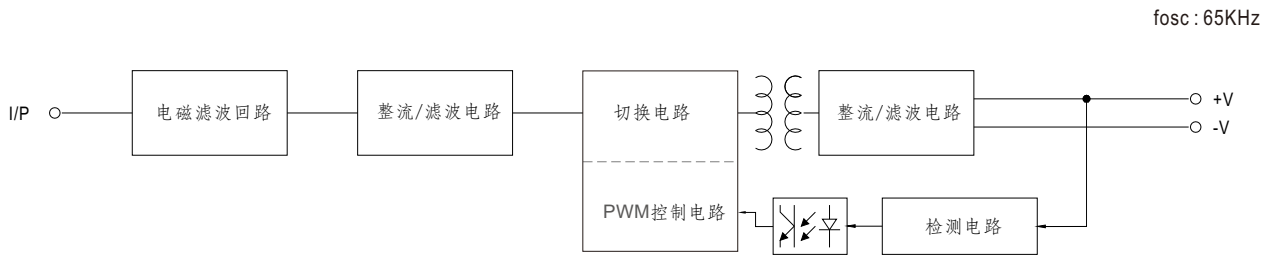 fosc : 65KHz
I/P
电磁滤波回路
整流/滤波电路
切换电路
整流/滤波电路
+V
-V
PWM控制电路
检测电路